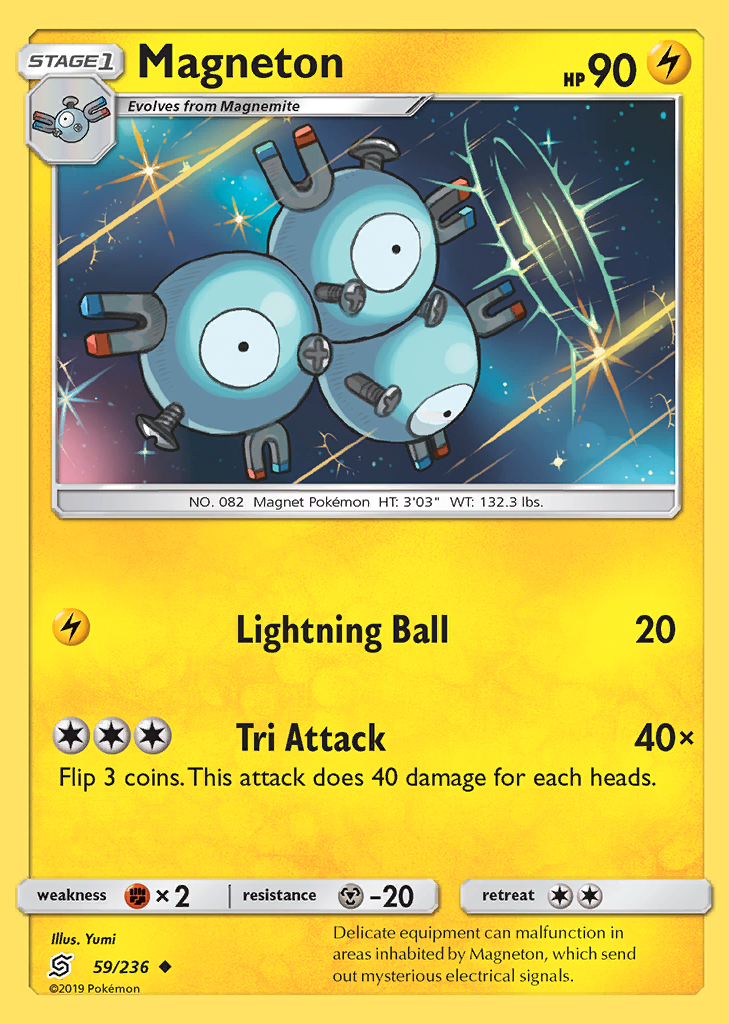 STAGE1
Magneton
HP90
Evolves from Magnemite
NO. 082 Magnet Pokémon HT: 3'03" WT: 132.3 lbs.
Lightning Ball 20
Tri Attack 40×
Flip 3 coins. This attack does 40 damage for each heads.
weakness ×2 resistance -20 retreat
Illus. Yumi
59/236
©2019 Pokémon
Delicate equipment can malfunction in
areas inhabited by Magneton, which send
out mysterious electrical signals.